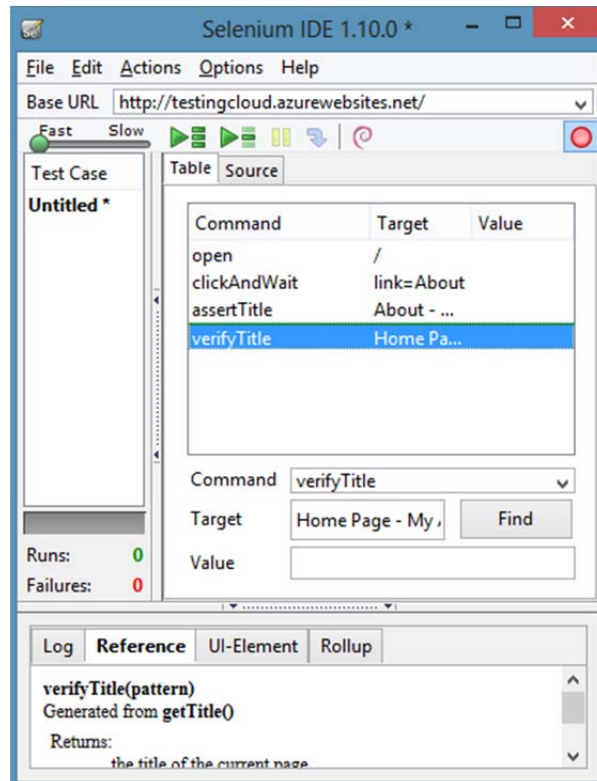 Selenium IDE 1.10.0 *
File Edit Actions Options Help
Base URL http://testingcloud.azurewebsites.net/
Fast Slow
Test Case
Untitled *
Table Source
Command Target Value
open /
clickAndWait link=About
assertTitle About - ...
verifyTitle Home Pa...
Command verifyTitle
Target Home Page - My Find
Value
Runs: 0
Failures: 0
Log Reference UI-Element Rollup
verifyTitle(pattern)
Generated from getTitle()
Returns:
the title of the current page